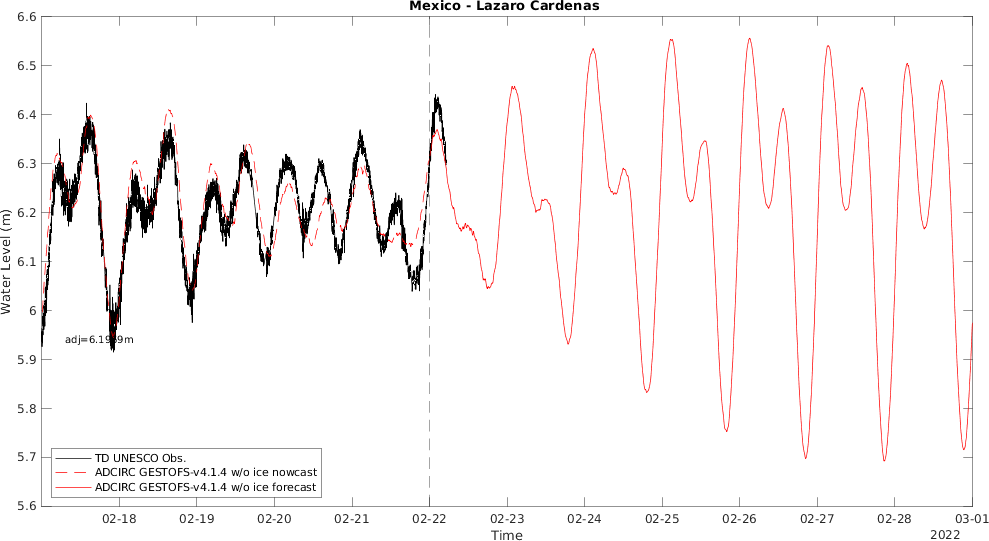 Mexico - Lazaro Cardenas
6.6
6.5
6.4
6.3
6.2
6.1
6
5.9
5.8
5.7
5.6
Water Level (m)
adj=6.1969m
TD UNESCO Obs.
ADCIRC GESTOFS-v4.1.4 w/o ice nowcast
ADCIRC GESTOFS-v4.1.4 w/o ice forecast
02-18 02-19 02-20 02-21 02-22 02-23 02-24 02-25 02-26 02-27 02-28 03-01
Time
2022